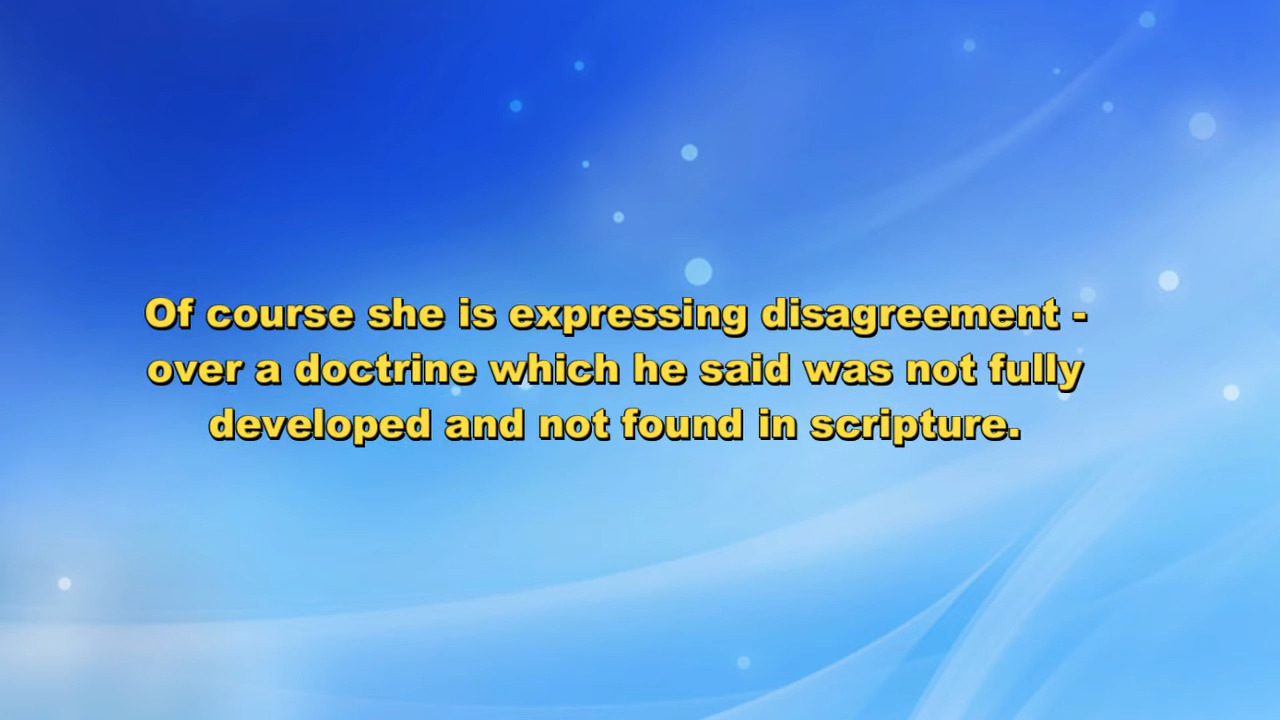 Of course she is expressing disagreement -
over a doctrine which he said was not fully
developed and not found in scripture.